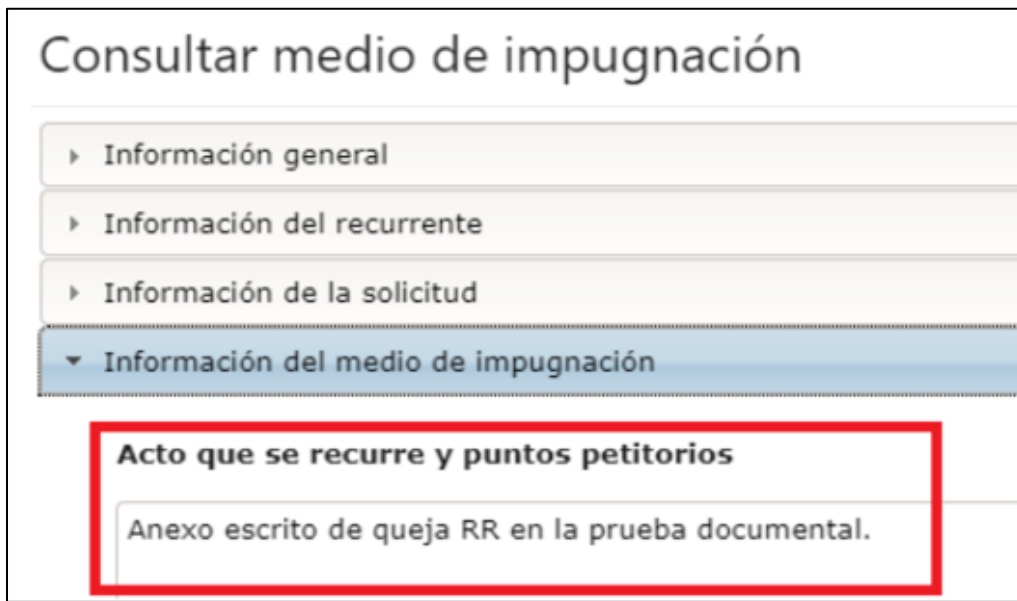 Consultar medio de impugnación
Información general
Información del recurrente
Información de la solicitud
Información del medio de impugnación
Acto que se recurre y puntos petitorios
Anexo escrito de queja RR en la prueba documental.